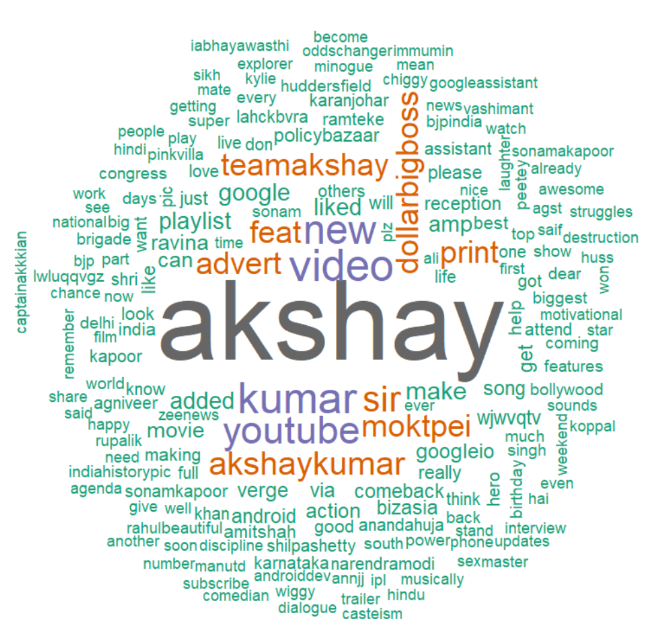 become
iabhayawasthi oddschangerimmumin
explorer minogue mean
sikh kylie huddersfield chiggy googleassistant
mate every karanjohar news yashimant
getting super lahckbvra ramteke bjpindia watch
people play live don policybazaar dollarbigboss assistant laughter sonamakapoor
hindi pinkvilla teamakshay please peetey already
congress love google others nice awesome
work days pic just liked will reception agst struggles
see playlist sonam plz ampbest top saif destruction
nationalbig want feat new
brigade ravina time print one show huss
bjp part can advert video ali first won
lwluqqvgz shri like life got dear
chance now akshay biggest
captainakkkian delhi look help motivational
film india attend star
remember kapoor get coming
features
world know kumar sir make song bollywood
share agniveer added ever sounds
said zeenews youtube moktpei wjwvqtv koppal
happy movie much weekend
rupalik akshaykumar googleio singh
need making
indiahistorypic full really even
agenda sonamkapoor verge via comeback think hero birthday hai
give well khan android action bizasia back
rahulbeautiful amitshah good anandahuja stand interview
another soon discipline shilpashetty south powerphone updates
numbermanutd karnataka narendramodi sexmaster
subscribe androiddev annjj ipl musically
comedian wiggy trailer hindu
dialogue casteism